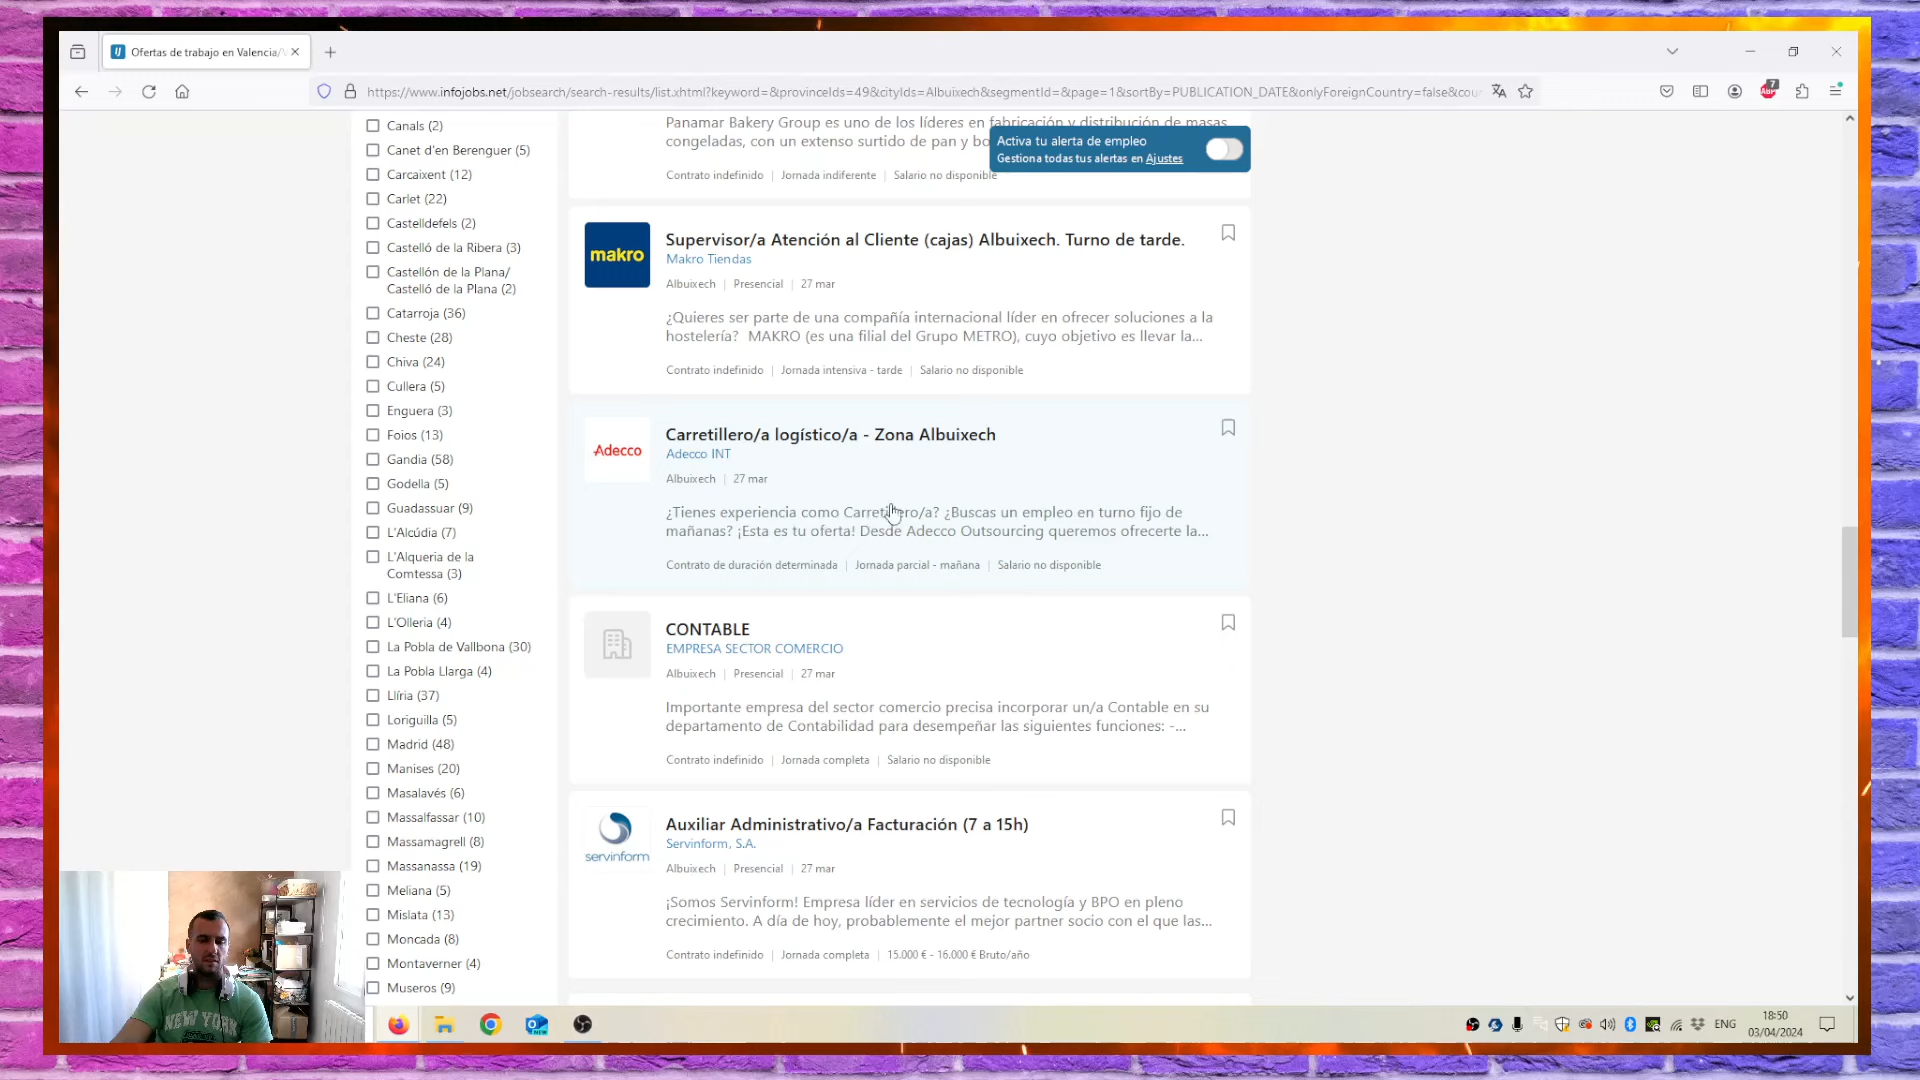 Ofertas de trabajo en Valencia/V
https://www.infojobs.net/jobsearch/search-results/list.xhtml?keyword=&provinceIds=49&cityIds=Albuixech&segmentId=&page=1&sortBy=PUBLICATION_DATE&onlyForeignCountry=false&cou
7
ABP
Canals (2)
Canet d'en Berenguer (5)
Carcaixent (12)
Carlet (22)
Castelldefels (2)
Castelló de la Ribera (3)
Castellón de la Plana/
Castelló de la Plana (2)
Catarroja (36)
Cheste (28)
Chiva (24)
Cullera (5)
Enguera (3)
Foios (13)
Gandia (58)
Godella (5)
Guadassuar (9)
L'Alcúdia (7)
L'Alqueria de la
Comtessa (3)
L'Eliana (6)
L'Olleria (4)
La Pobla de Vallbona (30)
La Pobla Llarga (4)
Llíria (37)
Loriguilla (5)
Madrid (48)
Manises (20)
Masalavés (6)
Massalfassar (10)
Massamagrell (8)
Massanassa (19)
Meliana (5)
Mislata (13)
Moncada (8)
Montaverner (4)
Museros (9)
Panamar Bakery Group es uno de los líderes en fabricación y distribución de masas
congeladas, con un extenso surtido de pan y bo
Contrato indefinido | Jornada indiferente | Salario no disponible
Activa tu alerta de empleo
Gestiona todas tus alertas en Ajustes
makro
Supervisor/a Atención al Cliente (cajas) Albuixech. Turno de tarde.
Makro Tiendas
Albuixech | Presencial | 27 mar
¿Quieres ser parte de una compañía internacional líder en ofrecer soluciones a la
hostelería? MAKRO (es una filial del Grupo METRO), cuyo objetivo es llevar la...
Contrato indefinido | Jornada intensiva - tarde | Salario no disponible
Adecco
Carretillero/a logístico/a - Zona Albuixech
Adecco INT
Albuixech | 27 mar
¿Tienes experiencia como Carretillero/a? ¿Buscas un empleo en turno fijo de
mañanas? ¡Esta es tu oferta! Desde Adecco Outsourcing queremos ofrecerte la...
Contrato de duración determinada | Jornada parcial - mañana | Salario no disponible
CONTABLE
EMPRESA SECTOR COMERCIO
Albuixech | Presencial | 27 mar
Importante empresa del sector comercio precisa incorporar un/a Contable en su
departamento de Contabilidad para desempeñar las siguientes funciones: -...
Contrato indefinido | Jornada completa | Salario no disponible
servinform
Auxiliar Administrativo/a Facturación (7 a 15h)
Servinform, S.A.
Albuixech | Presencial | 27 mar
¡Somos Servinform! Empresa líder en servicios de tecnología y BPO en pleno
crecimiento. A día de hoy, probablemente el mejor partner socio con el que las...
Contrato indefinido | Jornada completa | 15.000 € - 16.000 € Bruto/año
NEW YORK
NEW
ENG
18:50
03/04/2024